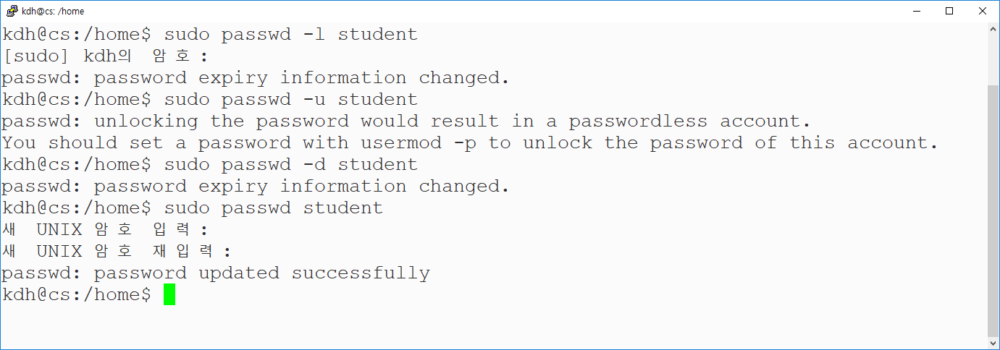 kdh@cs: /home
kdh@cs:/home$ sudo passwd -l student
[sudo] kdh의 암호:
passwd: password expiry information changed.
kdh@cs:/home$ sudo passwd -u student
passwd: unlocking the password would result in a passwordless account.
You should set a password with usermod -p to unlock the password of this account.
kdh@cs:/home$ sudo passwd -d student
passwd: password expiry information changed.
kdh@cs:/home$ sudo passwd student
새 UNIX 암호 입력:
새 UNIX 암호 재입력:
passwd: password updated successfully
kdh@cs:/home$